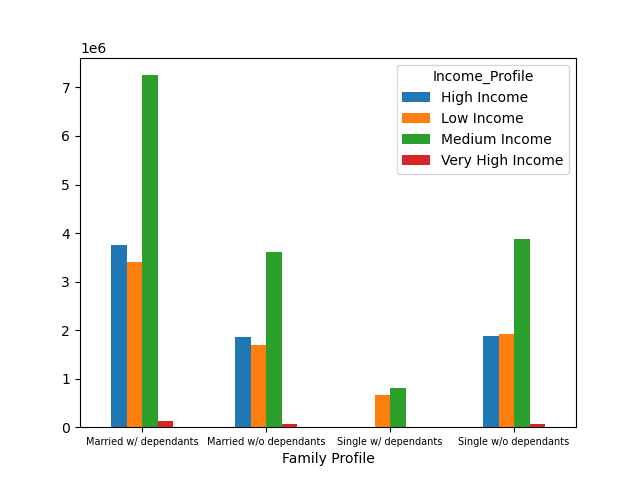 1e6
Income_Profile
High Income
Low Income
Medium Income
Very High Income
7
6
5
4
3
2
1
0
Married w/ dependants Married w/o dependants Single w/ dependants Single w/o dependants
Family Profile